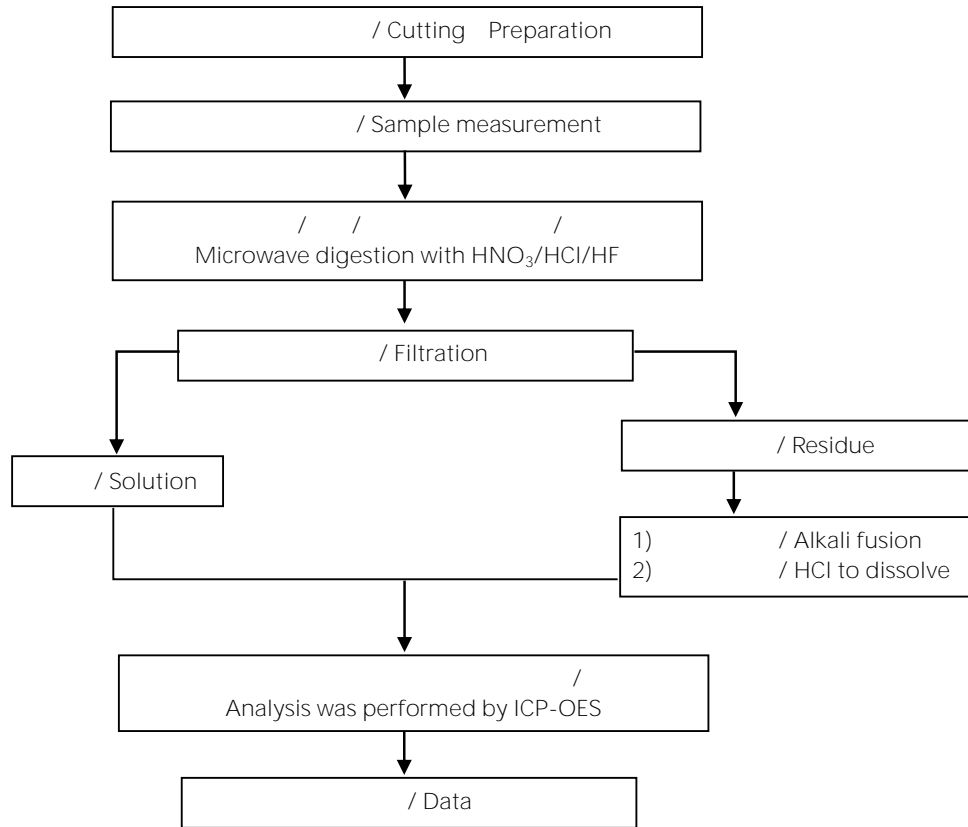 / Cutting Preparation
/ Sample measurement
/ / /
Microwave digestion with HNO₃/HCl/HF
/ Filtration
/ Residue
/ Solution
1) / Alkali fusion
2) / HCl to dissolve
/
Analysis was performed by ICP-OES
/ Data